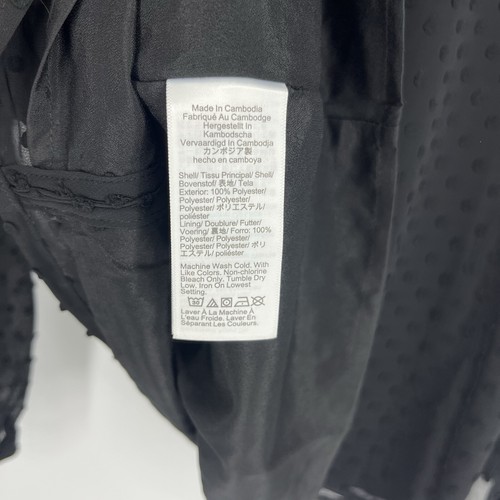 Made In Cambodia
Fabriqué Au Cambodge
Hergestellt In
Kambodscha
Vervaardigd In Cambodja
カンボジア製
hecho en camboya
Shell/ Tissu Principal/ Shell/
Bovenstof/ 表地/ Tela
Exterior: 100% Polyester/
Polyester/ Polyester/
Polyester/ ポリエステル/
poliéster
Lining/ Doublure/ Futter/
Voering/ 裏地/ Forro: 100%
Polyester/ Polyester/
Polyester/ Polyester/ ポリ
エステル/ poliéster
Machine Wash Cold. With
Like Colors. Non-chlorine
Bleach Only. Tumble Dry
Low. Iron On Lowest
Setting.
Laver À La Machine À
L'eau Froide. Avec Laver En
Séparant Les Couleurs.